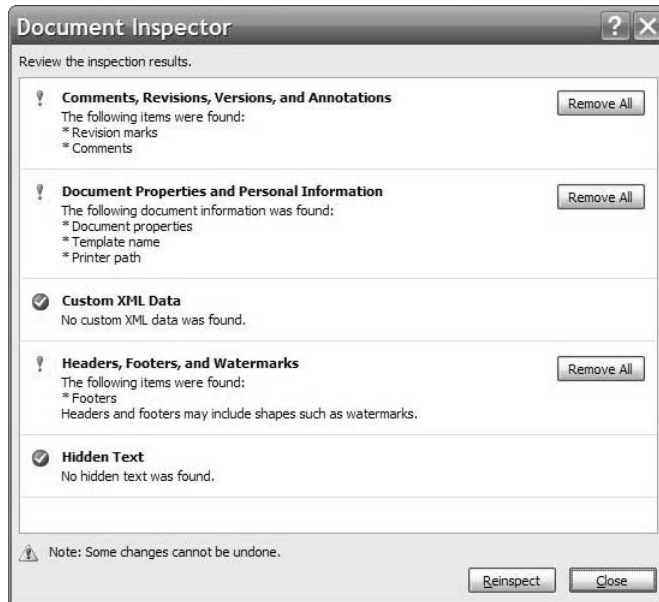 Document Inspector
Review the inspection results.
Comments, Revisions, Versions, and Annotations
Remove All
The following items were found:
* Revision marks
* Comments
Document Properties and Personal Information
Remove All
The following document information was found:
* Document properties
* Template name
* Printer path
Custom XML Data
No custom XML data was found.
Headers, Footers, and Watermarks
Remove All
The following items were found:
* Footers
Headers and footers may include shapes such as watermarks.
Hidden Text
No hidden text was found.
Note: Some changes cannot be undone.
Reinspect Close